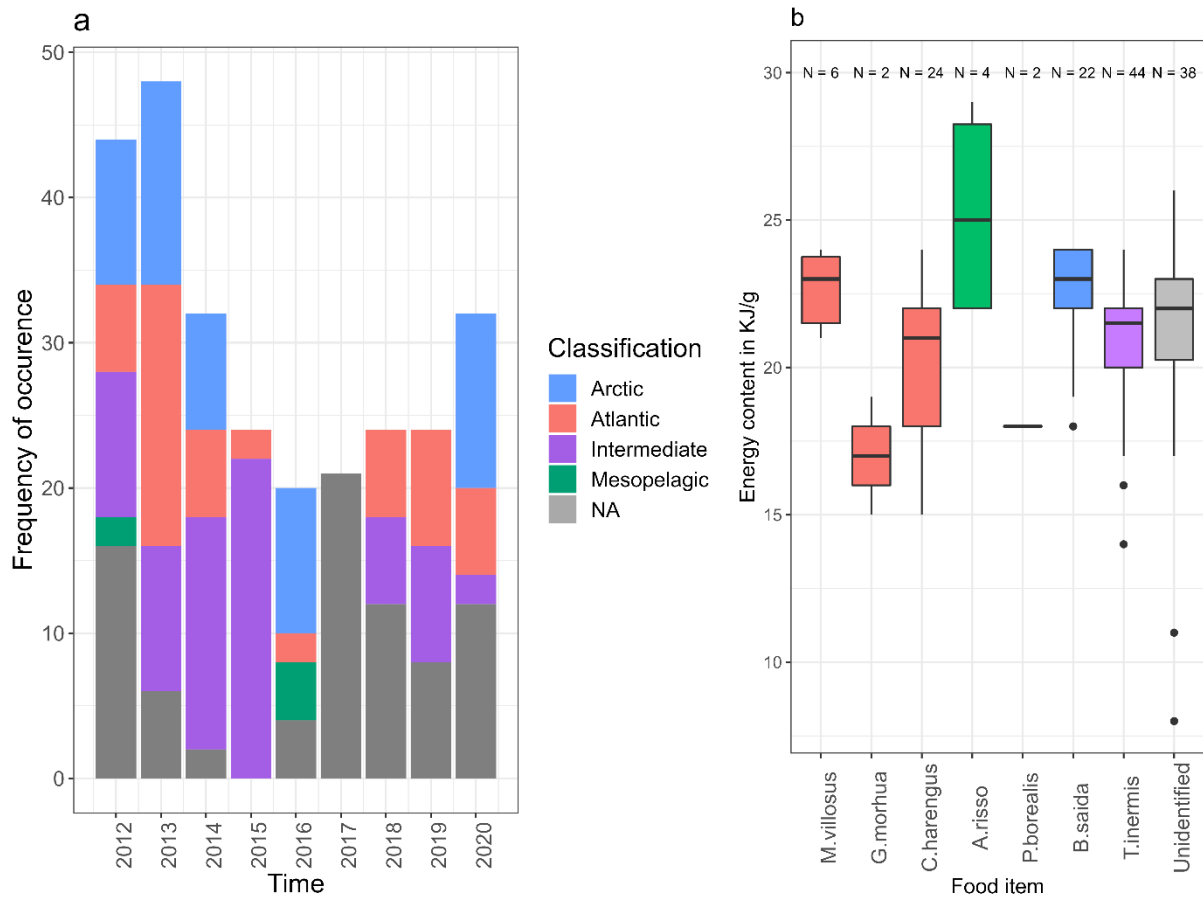 a
Frequency of occurence
50
40
30
20
10
0
2012 2013 2014 2015 2016 2017 2018 2019 2020
Time
Classification
Arctic
Atlantic
Intermediate
Mesopelagic
NA
b
Energy content in KJ/g
N = 6 N = 2 N = 24 N = 4 N = 2 N = 22 N = 44 N = 38
30
25
20
15
10
M.villosus G.morhua C.harengus A.risso P.borealis B.saida T.inermis Unidentified
Food item